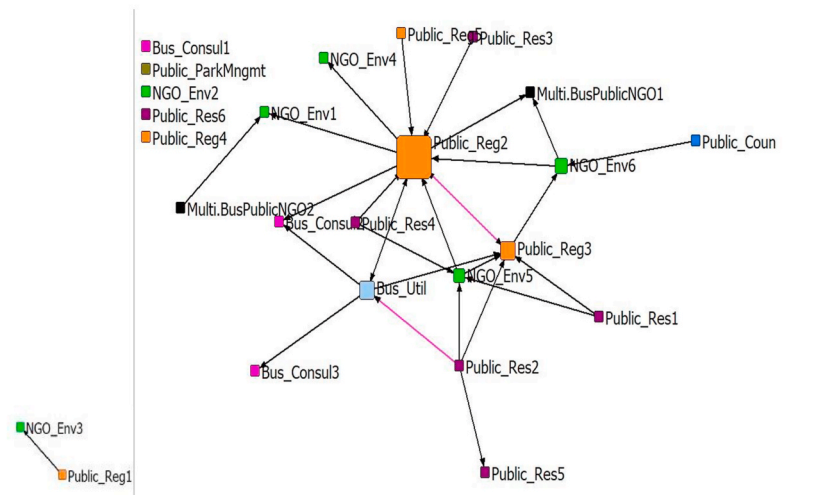 Public_Reg5
Public_Res3
Bus_Consul1
NGO_Env4
Public_ParkMngmt
NGO_Env2
Multi.BusPublicNGO1
Public_Res6
NGO_Env1
Public_Reg4
Public_Reg2
Public_Coun
NGO_Env6
Multi.BusPublicNGO2
Bus_Consul2
Public_Res4
Public_Reg3
NGO_Env5
Bus_Util
Public_Res1
Public_Res2
Bus_Consul3
NGO_Env3
Public_Reg1
Public_Res5